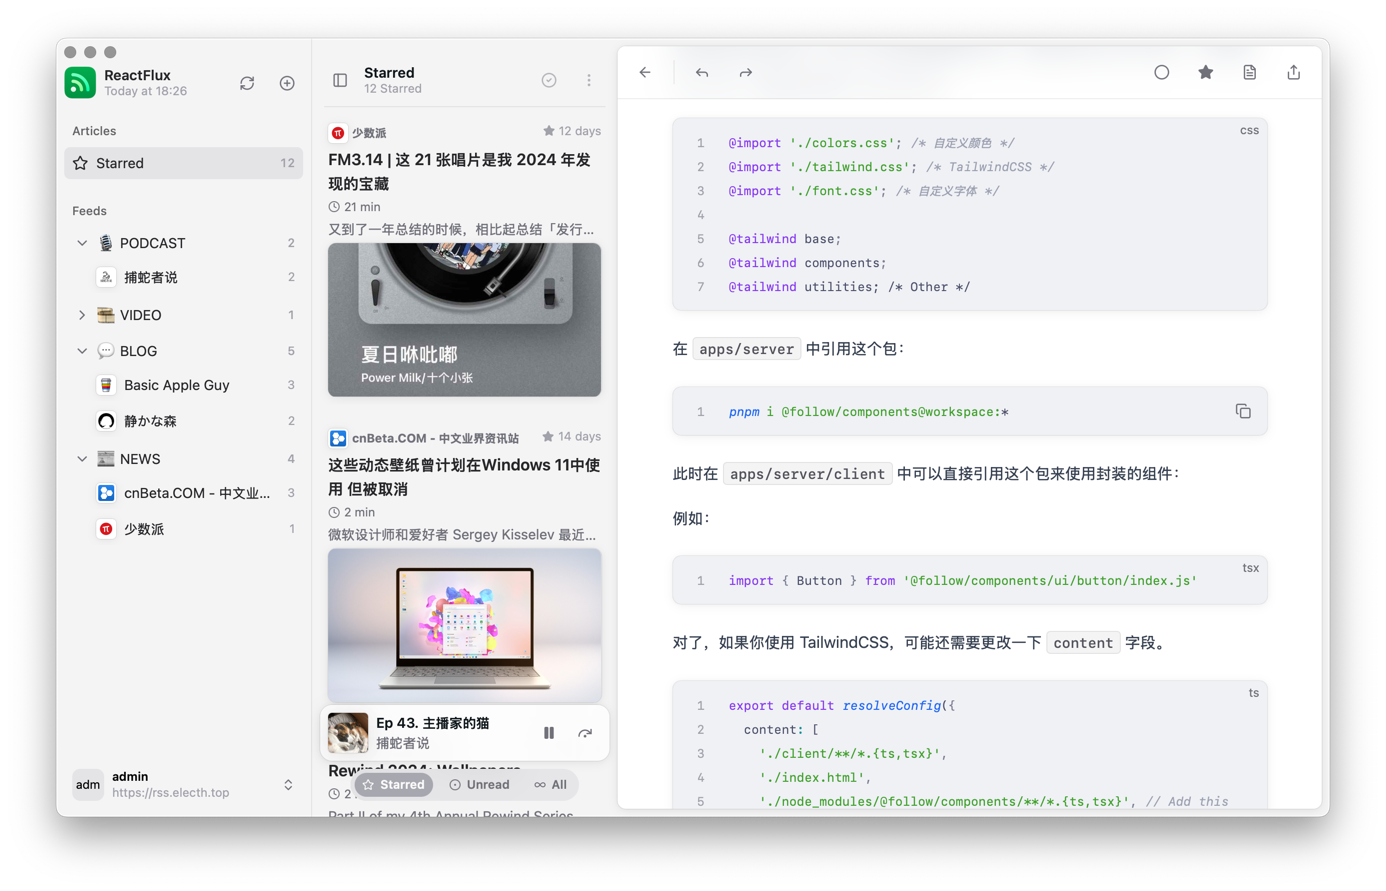 ReactFlux
Today at 18:26
Articles
Starred 12
Feeds
PODCAST 2
捕蛇者说 2
VIDEO 1
BLOG 5
Basic Apple Guy 3
静かな森 2
NEWS 4
cnBeta.COM - 中文业... 3
少数派 1
adm
admin
https://rss.electh.top
Starred
12 Starred
少数派 12 days
FM3.14 | 这 21 张唱片是我 2024 年发
现的宝藏
21 min
又到了一年总结的时候，相比起总结「发行...
夏日咻吡嘟
Power Milk/十个小张
cnBeta.COM - 中文业界资讯站 14 days
这些动态壁纸曾计划在Windows 11中使
用 但被取消
2 min
微软设计师和爱好者 Sergey Kisselev 最近...
Ep 43. 主播家的猫
捕蛇者说
Rewind 2024: Wallpapers
2
Starred Unread All
Part II of my 4th Annual Rewind Series
css
1 @import './colors.css'; /* 自定义颜色 */
2 @import './tailwind.css'; /* TailwindCSS */
3 @import './font.css'; /* 自定义字体 */
4
5 @tailwind base;
6 @tailwind components;
7 @tailwind utilities; /* Other */
在 apps/server 中引用这个包：
1 pnpm i @follow/components@workspace:*
此时在 apps/server/client 中可以直接引用这个包来使用封装的组件：
例如：
tsx
1 import { Button } from '@follow/components/ui/button/index.js'
对了，如果你使用 TailwindCSS，可能还需要更改一下 content 字段。
ts
1 export default resolveConfig({
2 content: [
3 './client/**/*.{ts,tsx}',
4 './index.html',
5 './node_modules/@follow/components/**/*.{ts,tsx}', // Add this